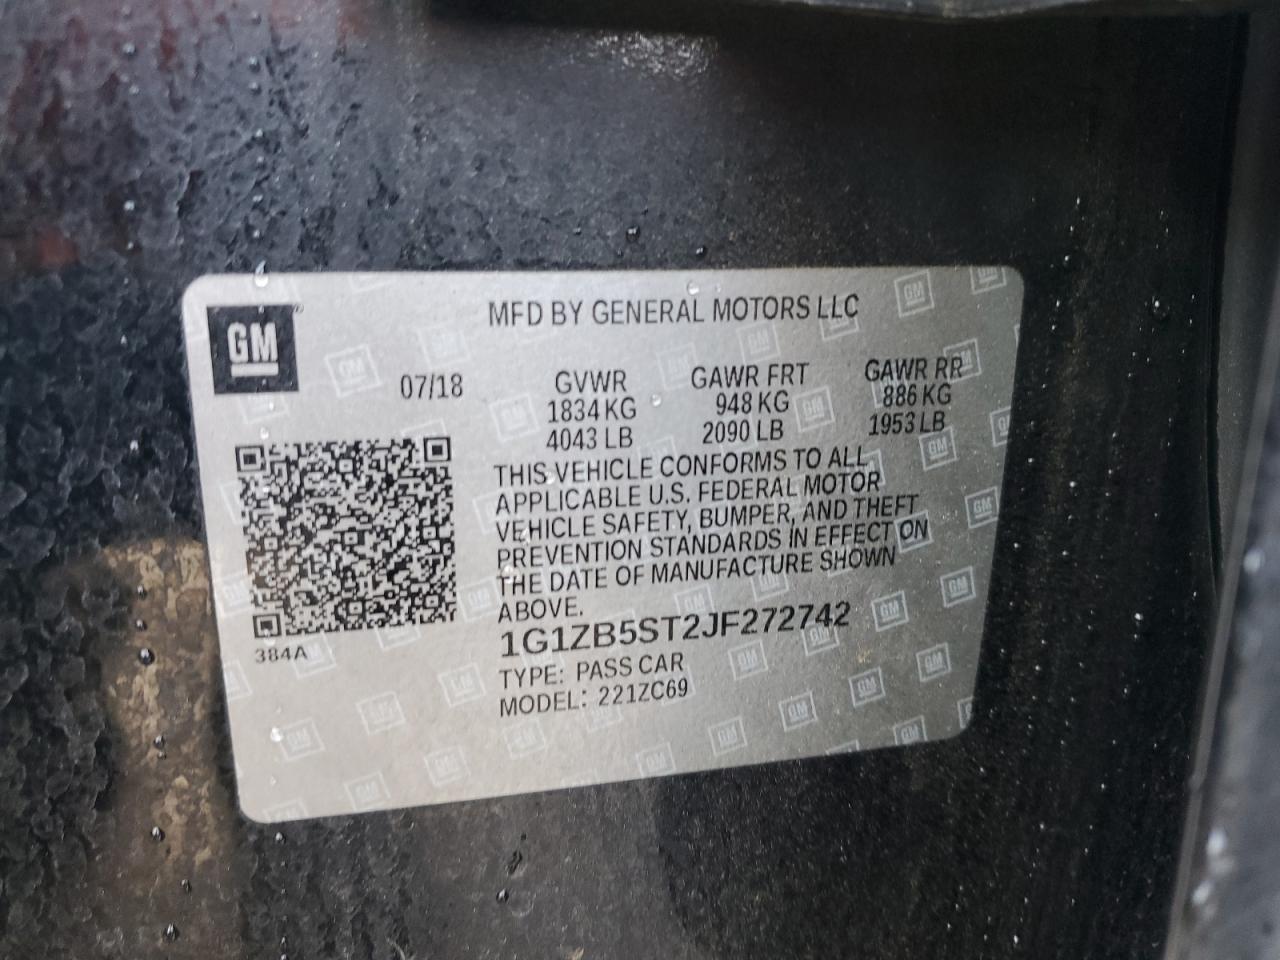 MFD BY GENERAL MOTORS LLC
GM
07/18
GVWR GAWR FRT GAWR RR
1834 KG 948 KG 886 KG
4043 LB 2090 LB 1953 LB
THIS VEHICLE CONFORMS TO ALL
APPLICABLE U.S. FEDERAL MOTOR
VEHICLE SAFETY, BUMPER, AND THEFT
PREVENTION STANDARDS IN EFFECT ON
THE DATE OF MANUFACTURE SHOWN
ABOVE.
1G1ZB5ST2JF272742
384A
TYPE: PASS CAR
MODEL: 221ZC69